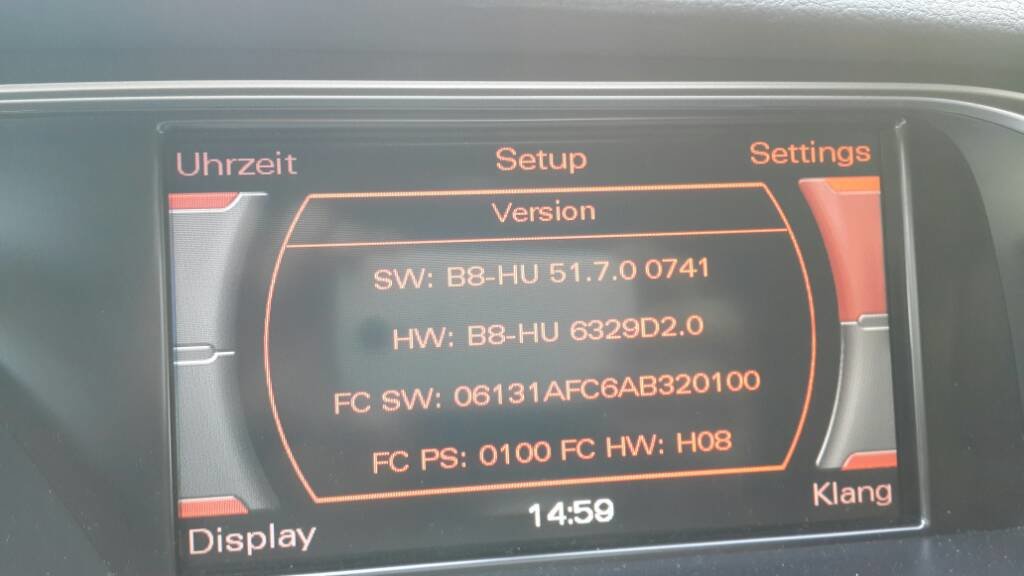 Uhrzeit Setup Settings
Version
SW: B8-HU 51.7.0 0741
HW: B8-HU 6329D2.0
FC SW: 06131AFC6AB320100
FC PS: 0100 FC HW: H08
Display 14:59 Klang